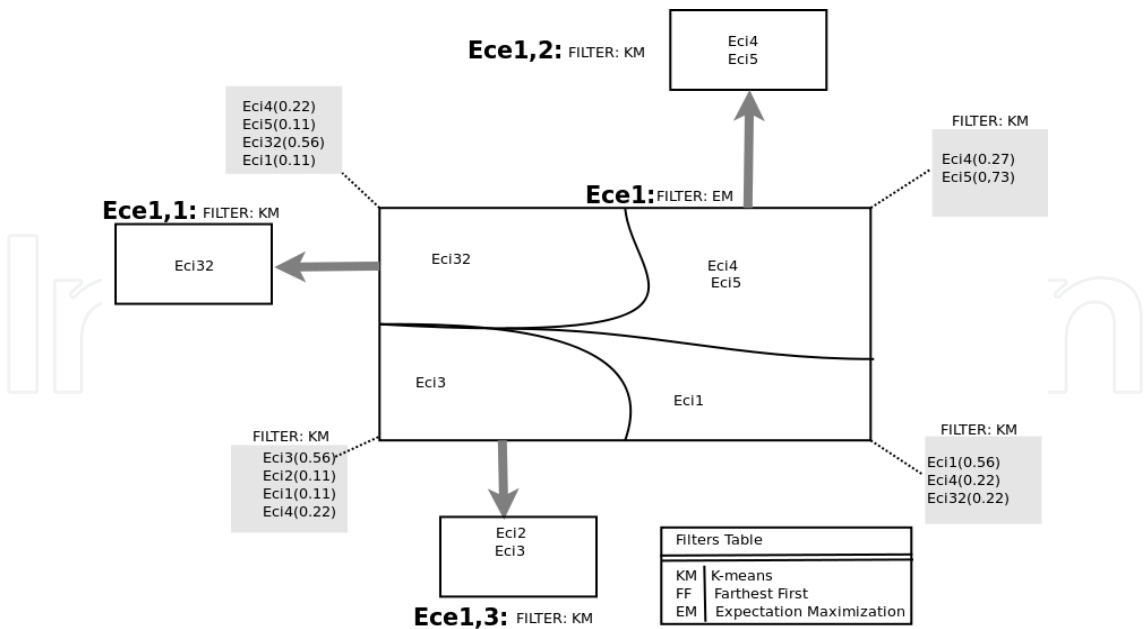 Eci4
Eci5
Ece1,2: FILTER: KM
Eci4(0.22)
Eci5(0.11)
Eci32(0.56)
Eci1(0.11)
FILTER: KM
Eci4(0.27)
Eci5(0,73)
Ece1: FILTER: EM
Ece1,1: FILTER: KM
Eci32
Eci32
Eci4
Eci5
Eci3
Eci1
FILTER: KM
Eci3(0.56)
Eci2(0.11)
Eci1(0.11)
Eci4(0.22)
FILTER: KM
Eci1(0.56)
Eci4(0.22)
Eci32(0.22)
Eci2
Eci3
Ece1,3: FILTER: KM
Filters Table
KM K-means
FF Farthest First
EM Expectation Maximization